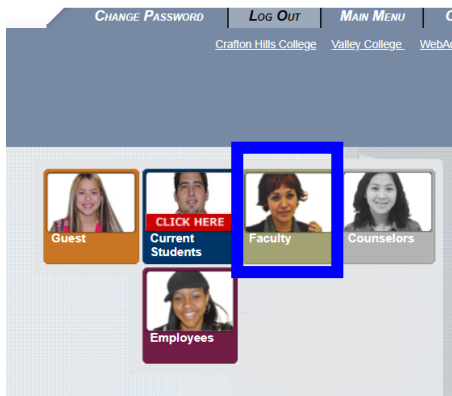 CHANGE PASSWORD LOG OUT MAIN MENU
Crafton Hills College Valley College
CLICK HERE
Guest Current Students Faculty Counselors
Employees